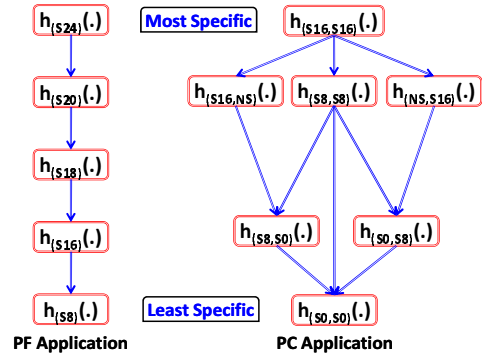 h(S24)(.) Most Specific h(S16,S16)(.)
h(S20)(.) h(S16,NS)(.) h(S8,S8)(.) h(NS,S16)(.)
h(S18)(.)
h(S16)(.) h(S8,S0)(.) h(S0,S8)(.)
h(S8)(.) Least Specific h(S0,S0)(.)
PF Application PC Application